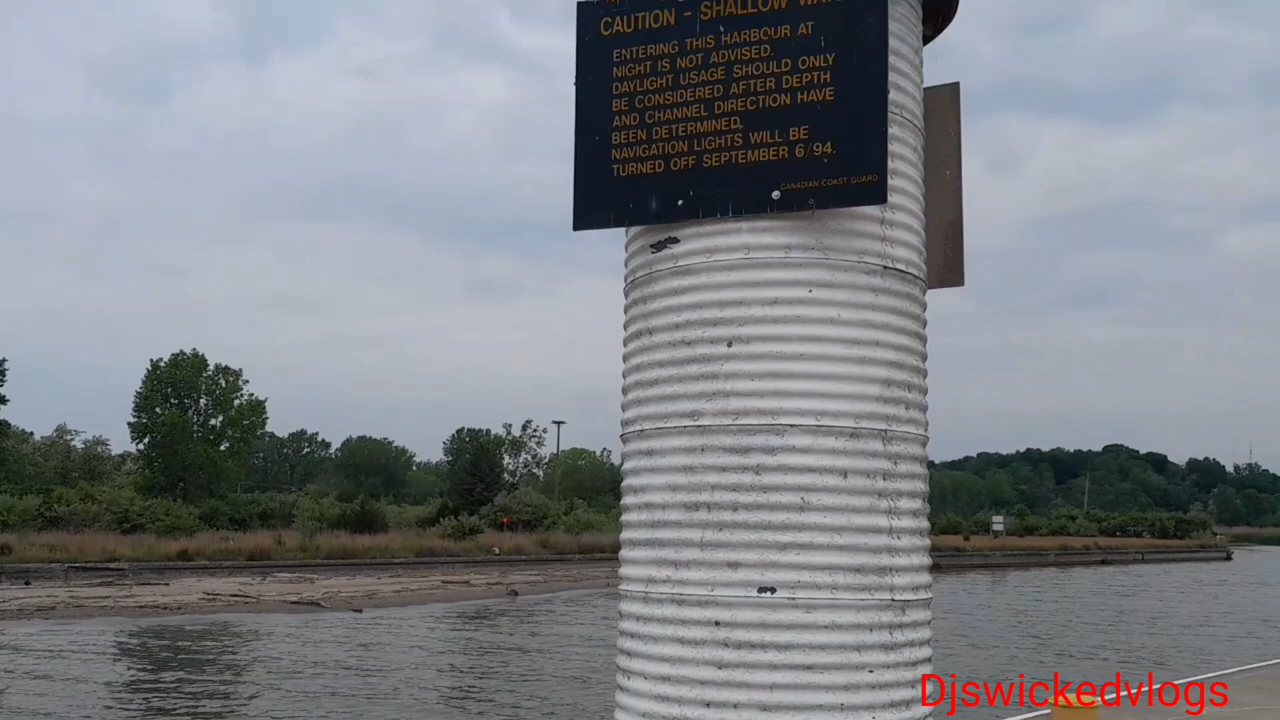 CAUTION - SHALLOW
ENTERING THIS HARBOUR AT
NIGHT IS NOT ADVISED.
DAYLIGHT USAGE SHOULD ONLY
BE CONSIDERED AFTER DEPTH
AND CHANNEL DIRECTION HAVE
BEEN DETERMINED.
NAVIGATION LIGHTS WILL BE
TURNED OFF SEPTEMBER 6/94.
CANADIAN COAST GUARD
Djswickedvlogs